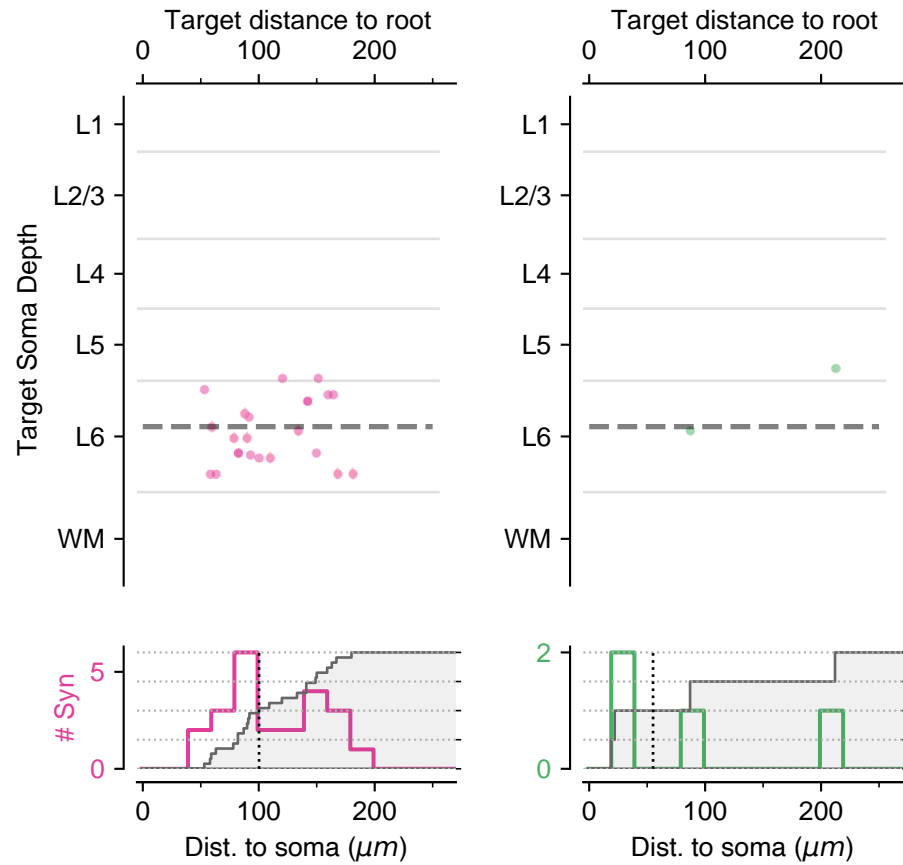 Target distance to root
Target distance to root
0 100 200
0 100 200
Target Soma Depth
L1
L2/3
L4
L5
L6
WM
L1
L2/3
L4
L5
L6
WM
# Syn
5
0
2
0
0 100 200
0 100 200
Dist. to soma (μm)
Dist. to soma (μm)